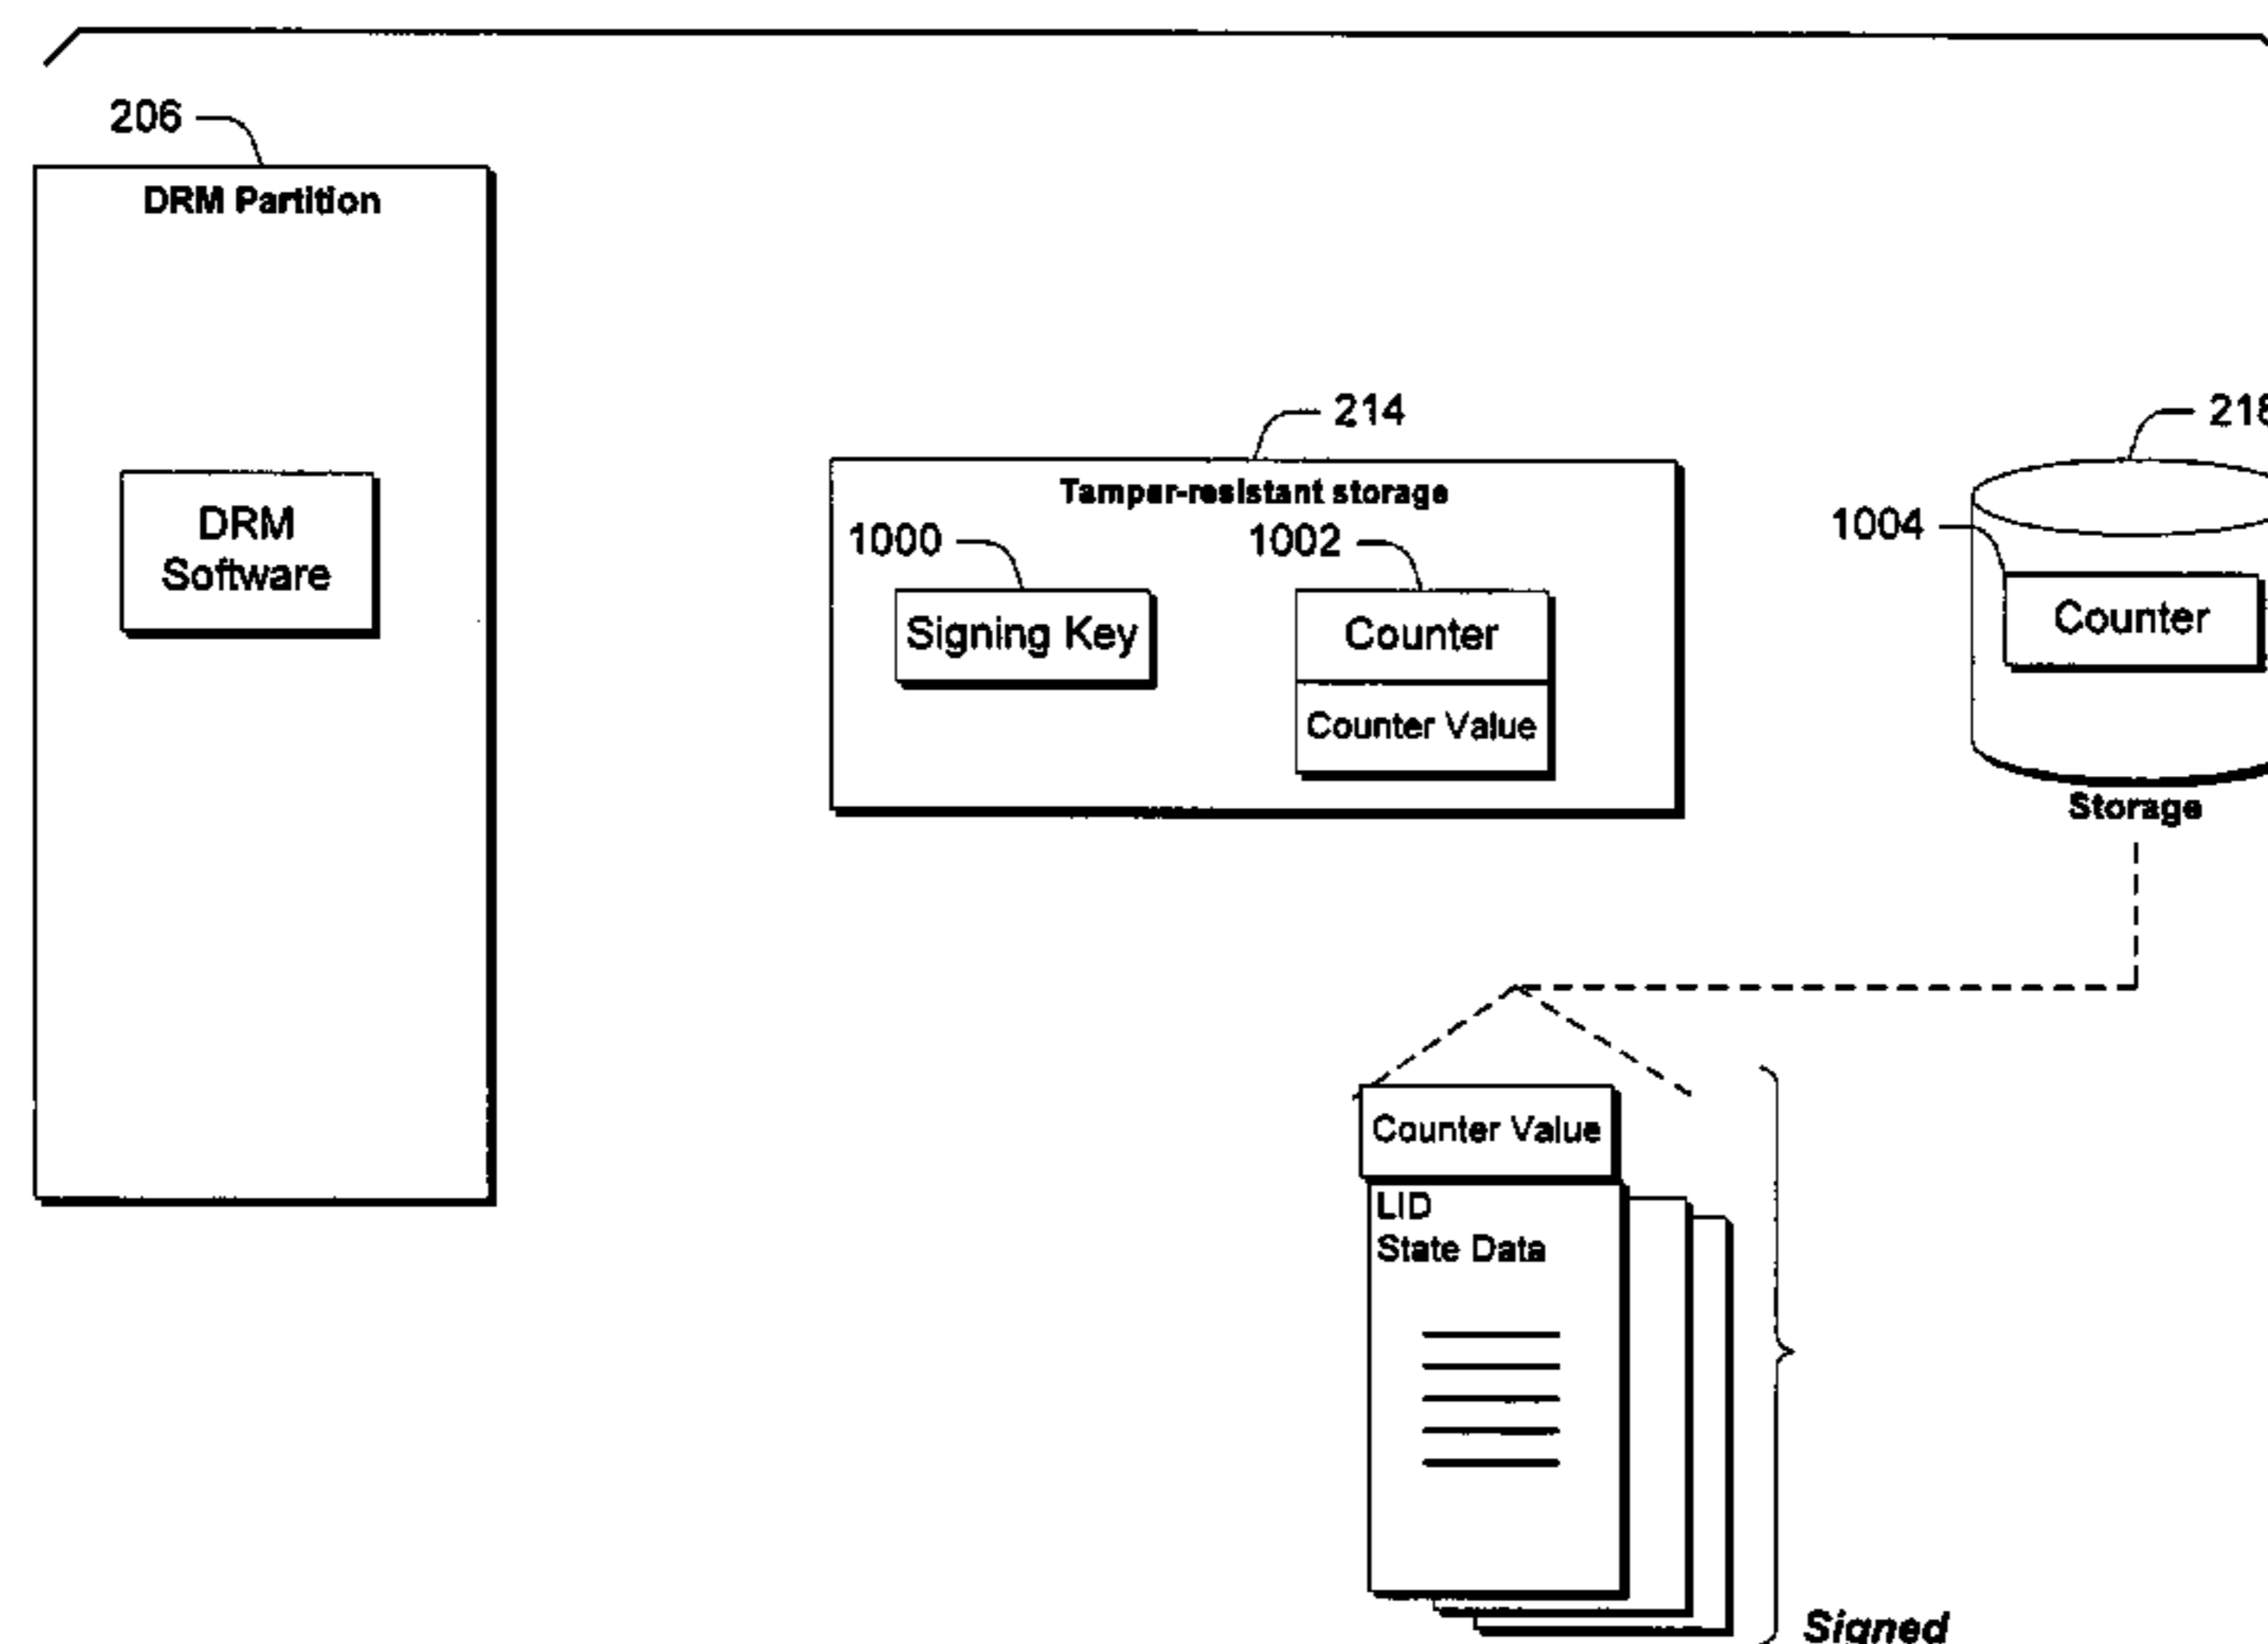 206
DRM Partition
DRM
Software
214
Tamper-resistant storage
1000
1002
Signing Key
Counter
Counter Value
1004
Counter
Storage
Counter Value
LID
State Data
Signed